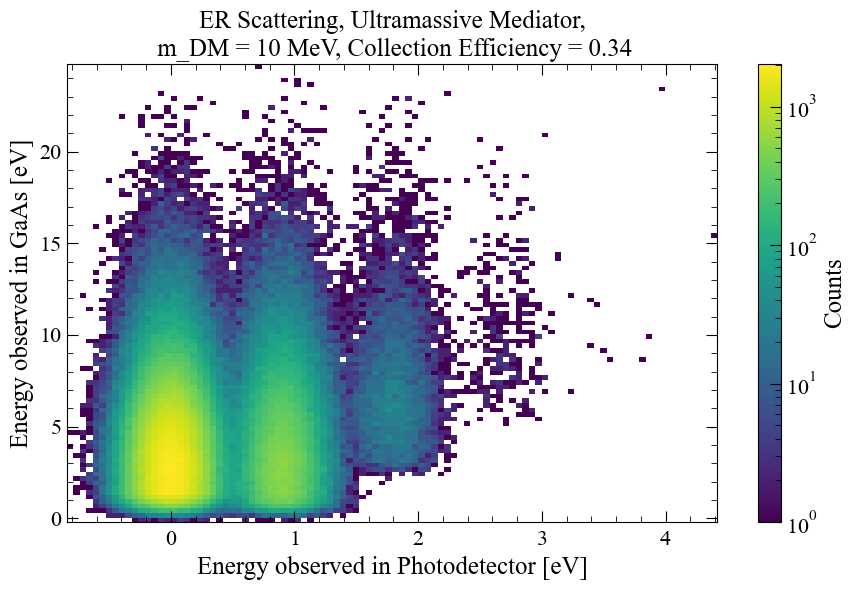 ER Scattering, Ultramassive Mediator,
m_DM = 10 MeV, Collection Efficiency = 0.34
Energy observed in GaAs [eV]
20
15
10
5
0
0 1 2 3 4
Energy observed in Photodetector [eV]
10³
10²
10¹
10⁰
Counts